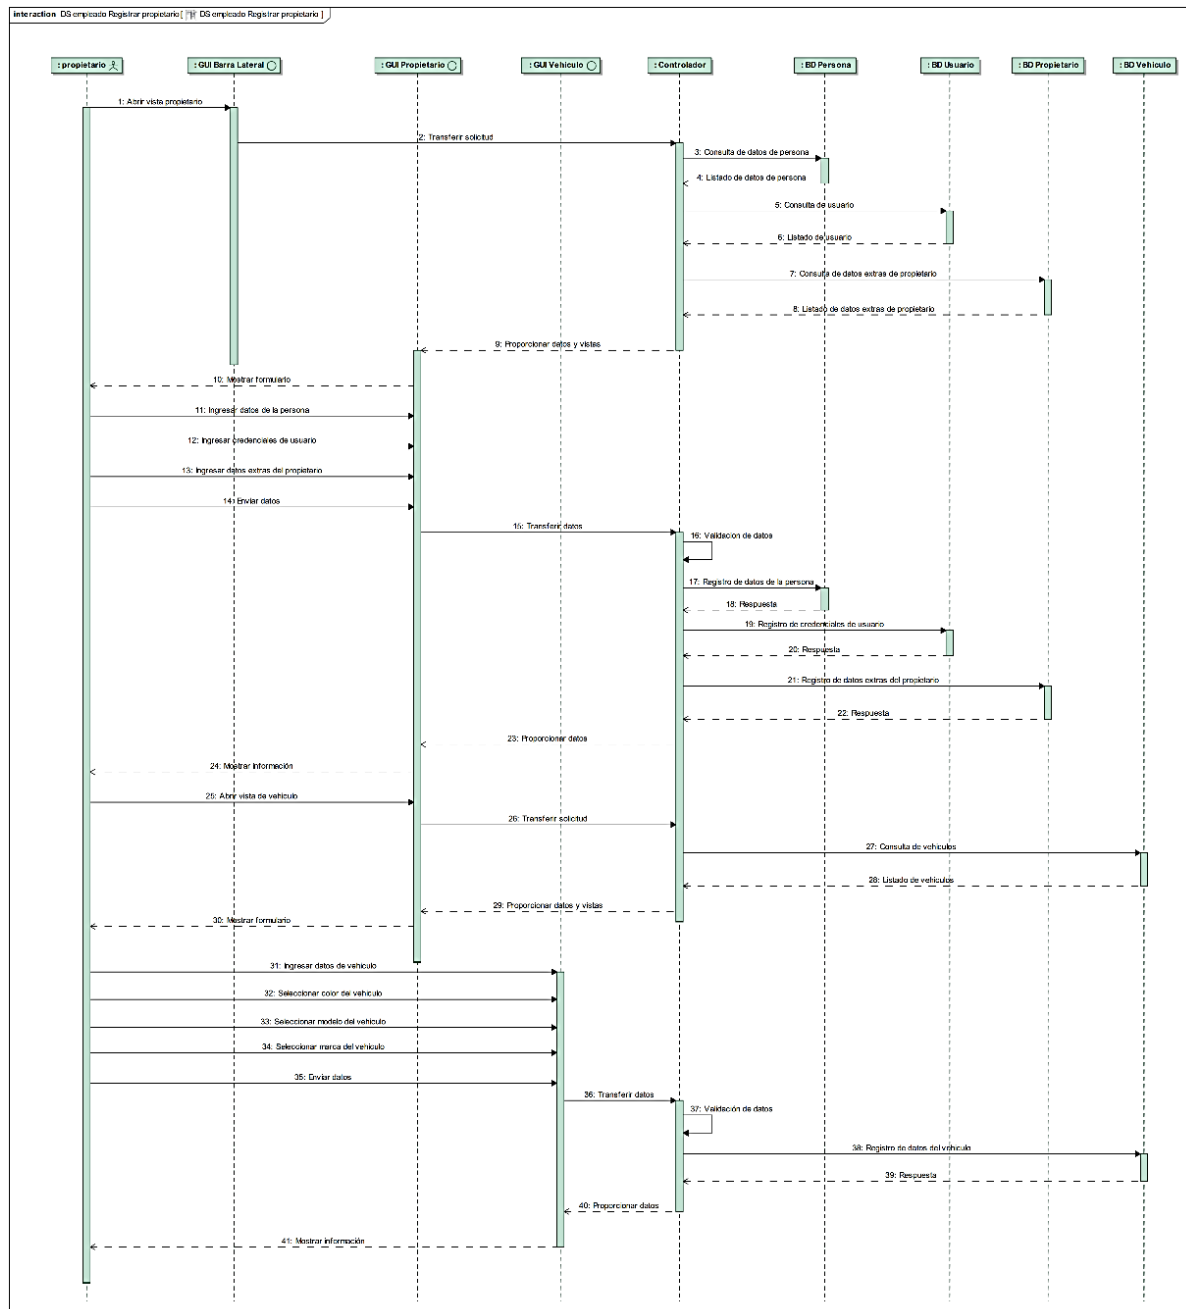 interaction DS empleado Registrar propietario [ DS empleado Registrar propietario ]
: propietario
: GUI Barra Lateral
: GUI Propietario
: GUI Vehiculo
: Controlador
: BD Persona
: BD Usuario
: BD Propietario
: BD Vehiculo
1: Abrir vista propietario
2: Transferir solicitud
3: Consulta de datos de persona
4: Listado de datos de persona
5: Consulta de usuario
6: Listado de usuario
7: Consulta de datos extras de propietario
8: Listado de datos extras de propietario
9: Proporcionar datos y vistas
10: Mostrar formulario
11: Ingresar datos de la persona
12: Ingresar credenciales de usuario
13: Ingresar datos extras del propietario
14: Enviar datos
15: Transferir datos
16: Validacion de datos
17: Registro de datos de la persona
18: Respuesta
19: Registro de credenciales de usuario
20: Respuesta
21: Registro de datos extras del propietario
22: Respuesta
23: Proporcionar datos
24: Mostrar información
25: Abrir vista de vehiculo
26: Transferir solicitud
27: Consulta de vehiculos
28: Listado de vehiculos
29: Proporcionar datos y vistas
30: Mostrar formulario
31: Ingresar datos de vehiculo
32: Seleccionar color del vehiculo
33: Seleccionar modelo del vehiculo
34: Seleccionar marca del vehiculo
35: Enviar datos
36: Transferir datos
37: Validación de datos
38: Registro de datos del vehiculo
39: Respuesta
40: Proporcionar datos
41: Mostrar información